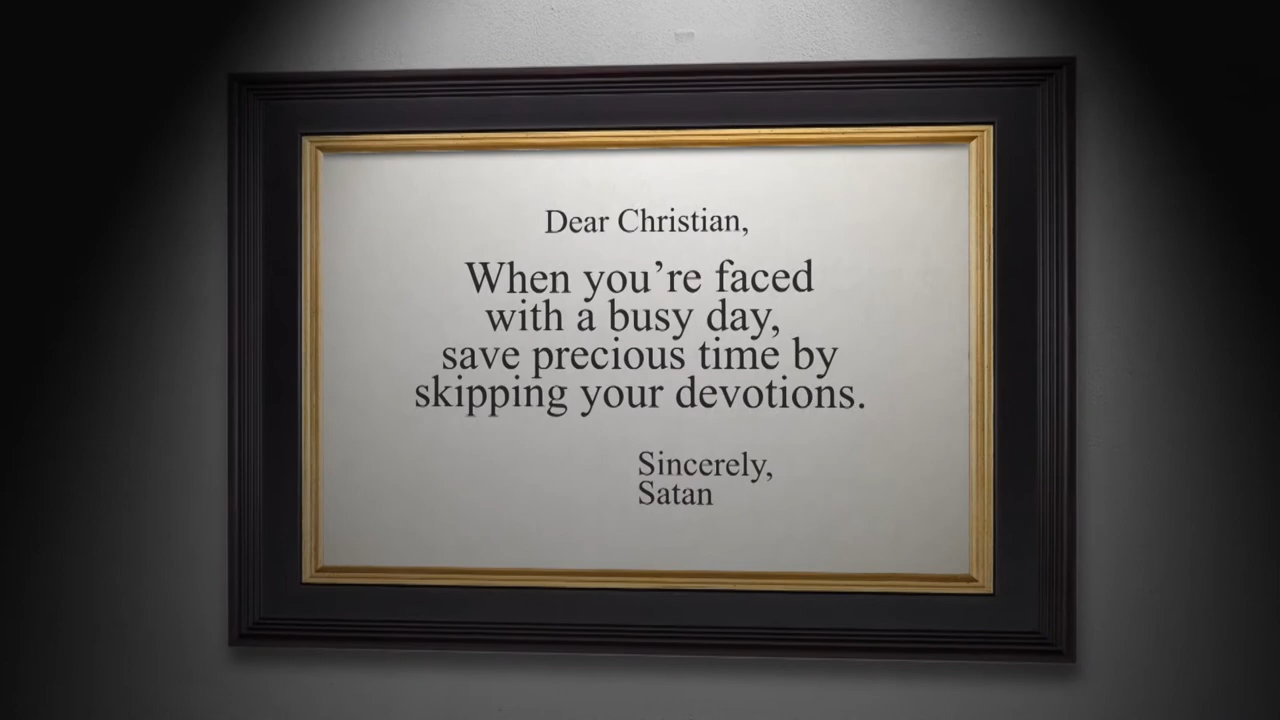 Dear Christian,
When you’re faced
with a busy day,
save precious time by
skipping your devotions.
Sincerely,
Satan